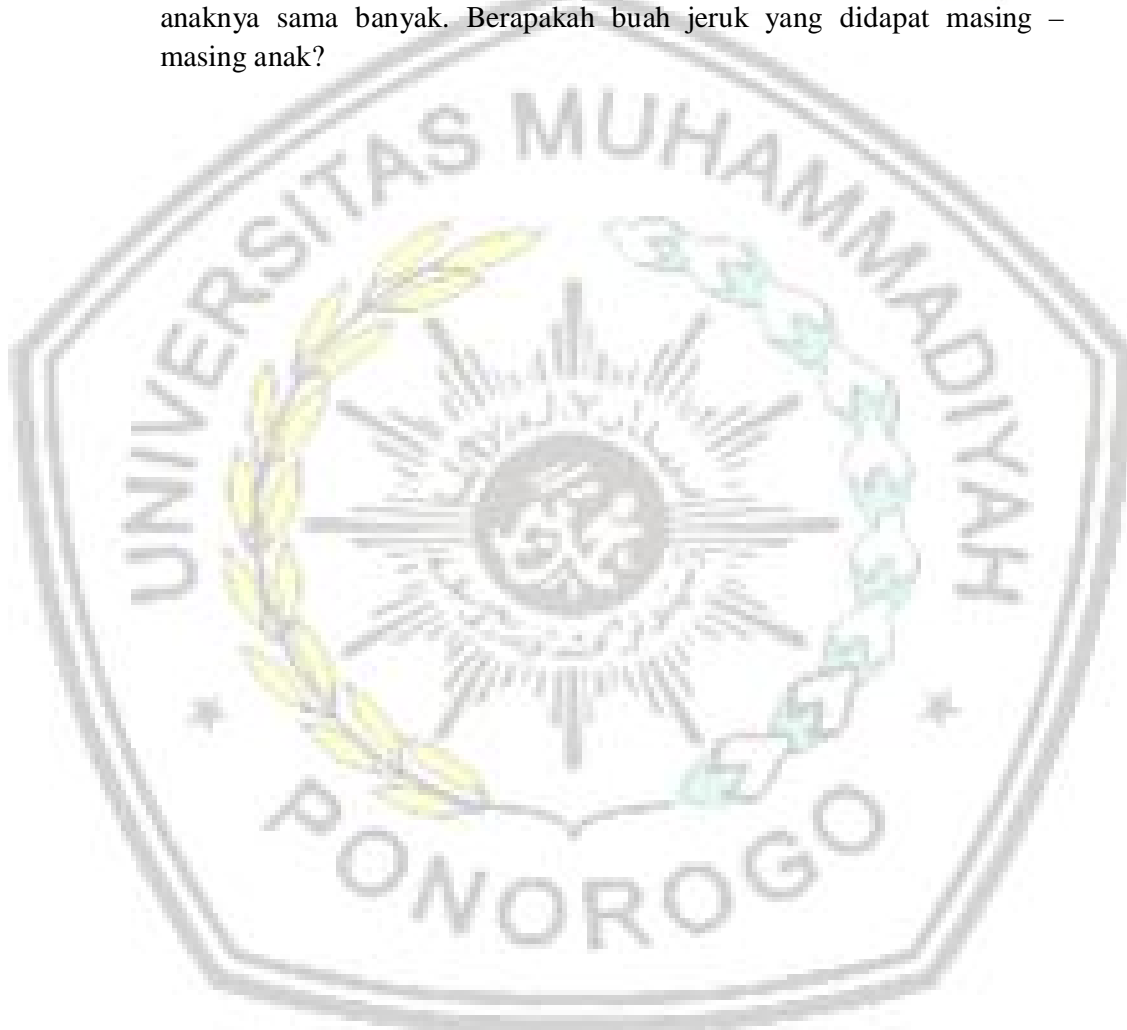 anaknya sama banyak. Berapakah buah jeruk yang didapat masing –
masing anak?
UNIVERSITAS MUHAMMADIYAH
PONOROGO